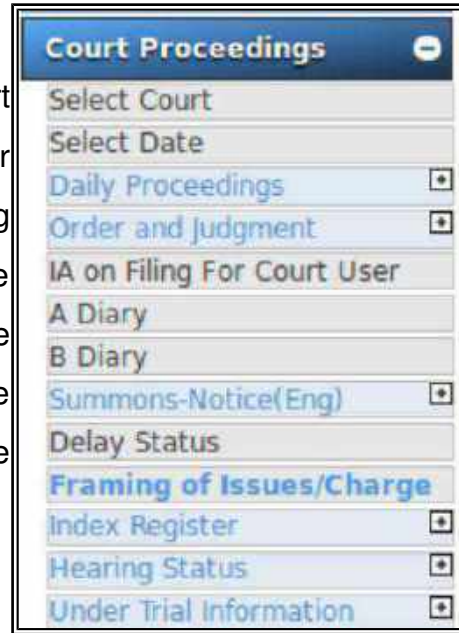 Court Proceedings
Select Court
Select Date
Daily Proceedings
Order and Judgment
IA on Filing For Court User
A Diary
B Diary
Summons-Notice(Eng)
Delay Status
Framing of Issues/Charge
Index Register
Hearing Status
Under Trial Information